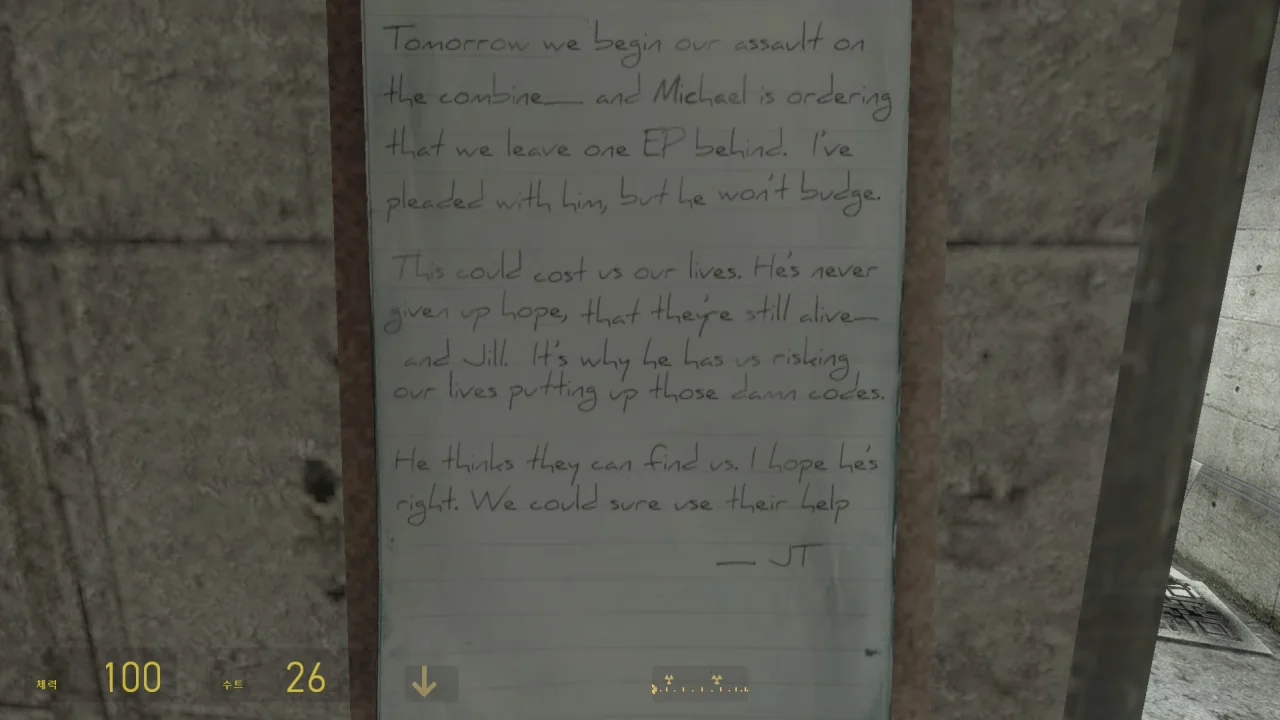 Tomorrow we begin our assault on
the combine— and Michael is ordering
that we leave one EP behind. I've
pleaded with him, but he won't budge.
This could cost us our lives. He's never
given up hope, that they're still alive—
and Jill. It's why he has us risking
our lives putting up those damn codes.
He thinks they can find us. I hope he's
right. We could sure use their help
— JT
체력 100 수트 26